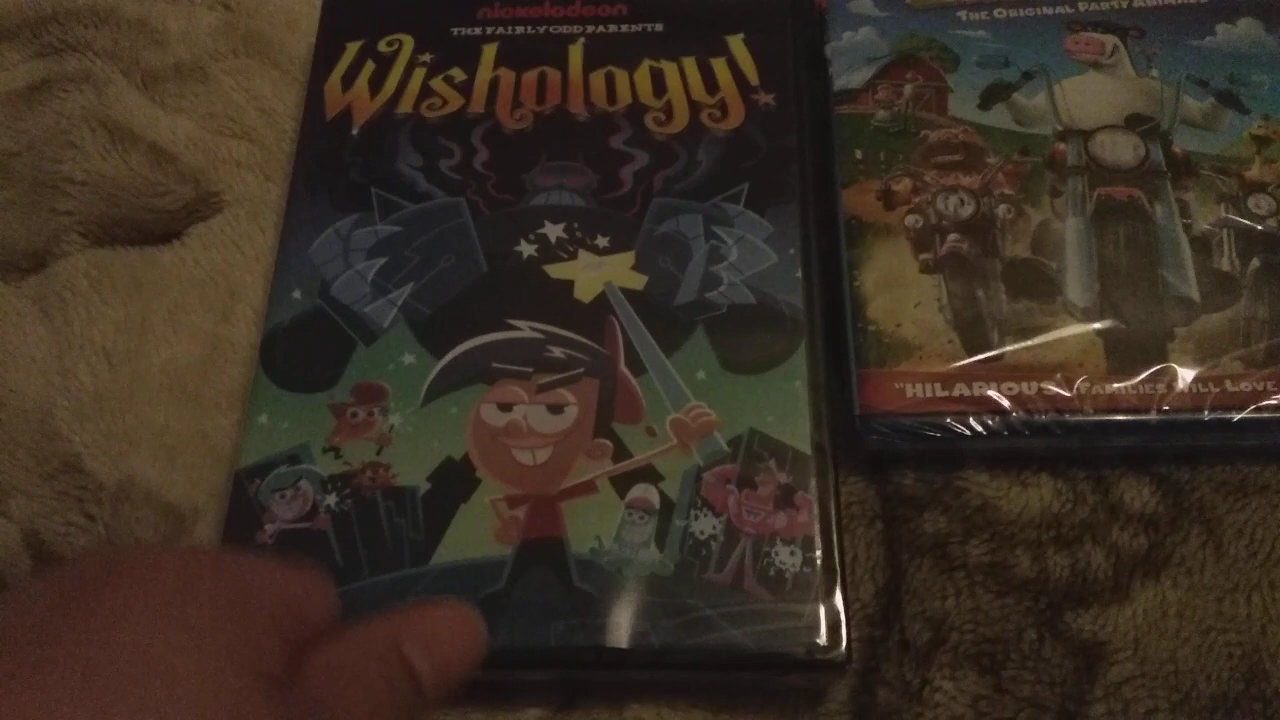 nickelodeon
THE FAIRLY ODD PARENTS
Wishology!
THE ORIGINAL PARTY ANIMALS
"HILARIOUS FAMILIES WILL LOVE